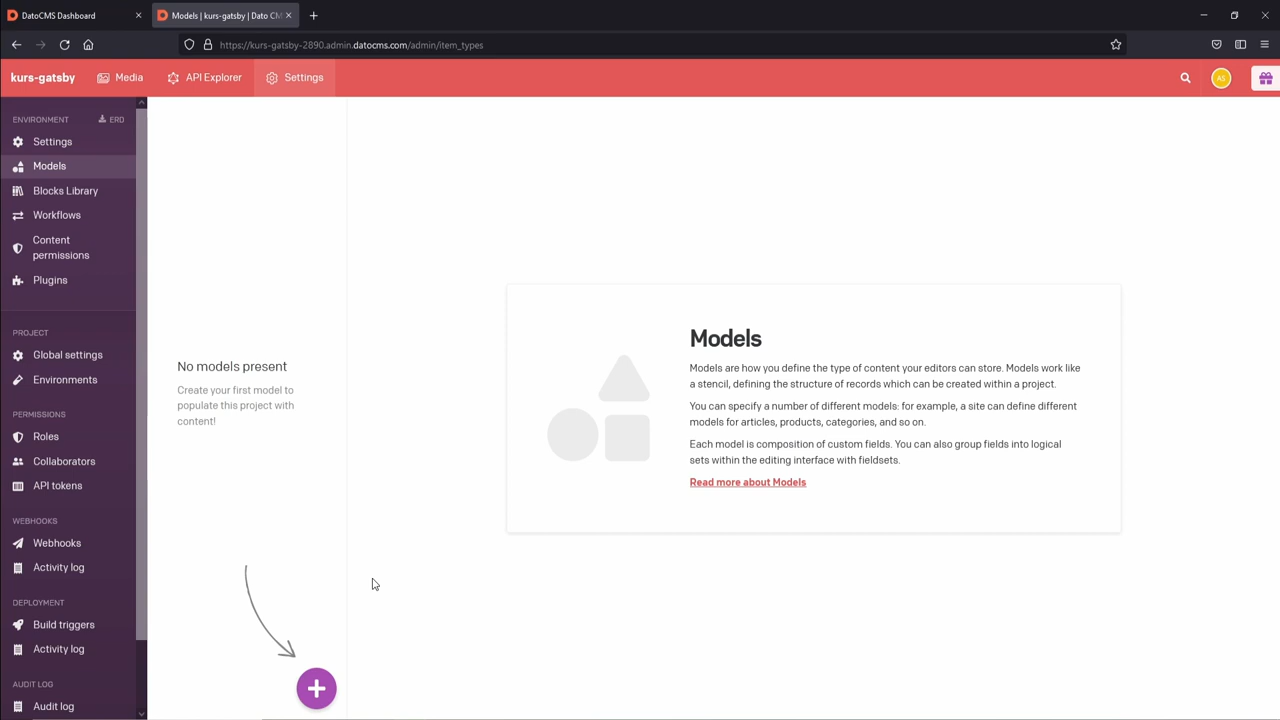 DatoCMS Dashboard
Models | kurs-gatsby | Dato CM
https://kurs-gatsby-2890.admin.datocms.com/admin/item_types
kurs-gatsby
Media
API Explorer
Settings
AS
ENVIRONMENT
ERD
Settings
Models
Blocks Library
Workflows
Content
permissions
Plugins
PROJECT
Global settings
Environments
PERMISSIONS
Roles
Collaborators
API tokens
WEBHOOKS
Webhooks
Activity log
DEPLOYMENT
Build triggers
Activity log
AUDIT LOG
Audit log
No models present
Create your first model to
populate this project with
content!
Models
Models are how you define the type of content your editors can store. Models work like
a stencil, defining the structure of records which can be created within a project.
You can specify a number of different models: for example, a site can define different
models for articles, products, categories, and so on.
Each model is composition of custom fields. You can also group fields into logical
sets within the editing interface with fieldsets.
Read more about Models